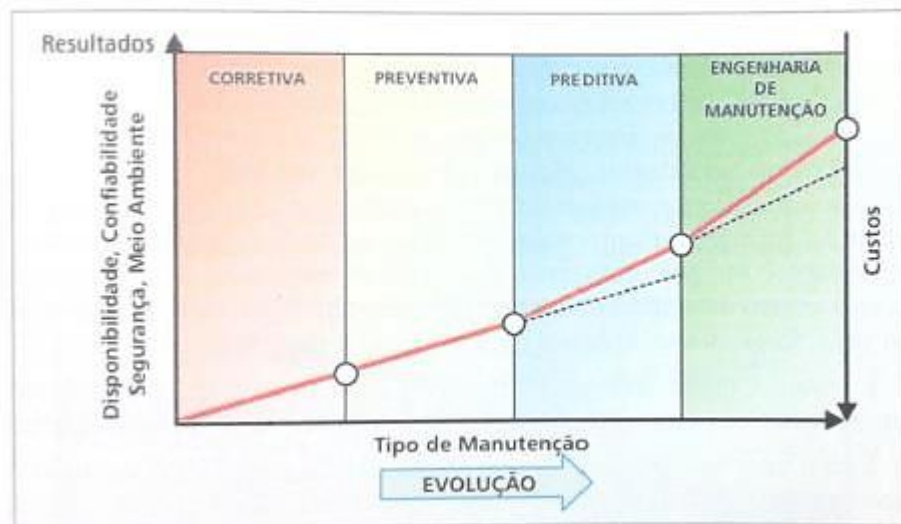 Resultados
CORRETIVA
PREVENTIVA
PREDITIVA
ENGENHARIA
DE
MANUTENÇÃO
Disponibilidade, Confiabilidade
Segurança, Meio Ambiente
Custos
Tipo de Manutenção
EVOLUÇÃO